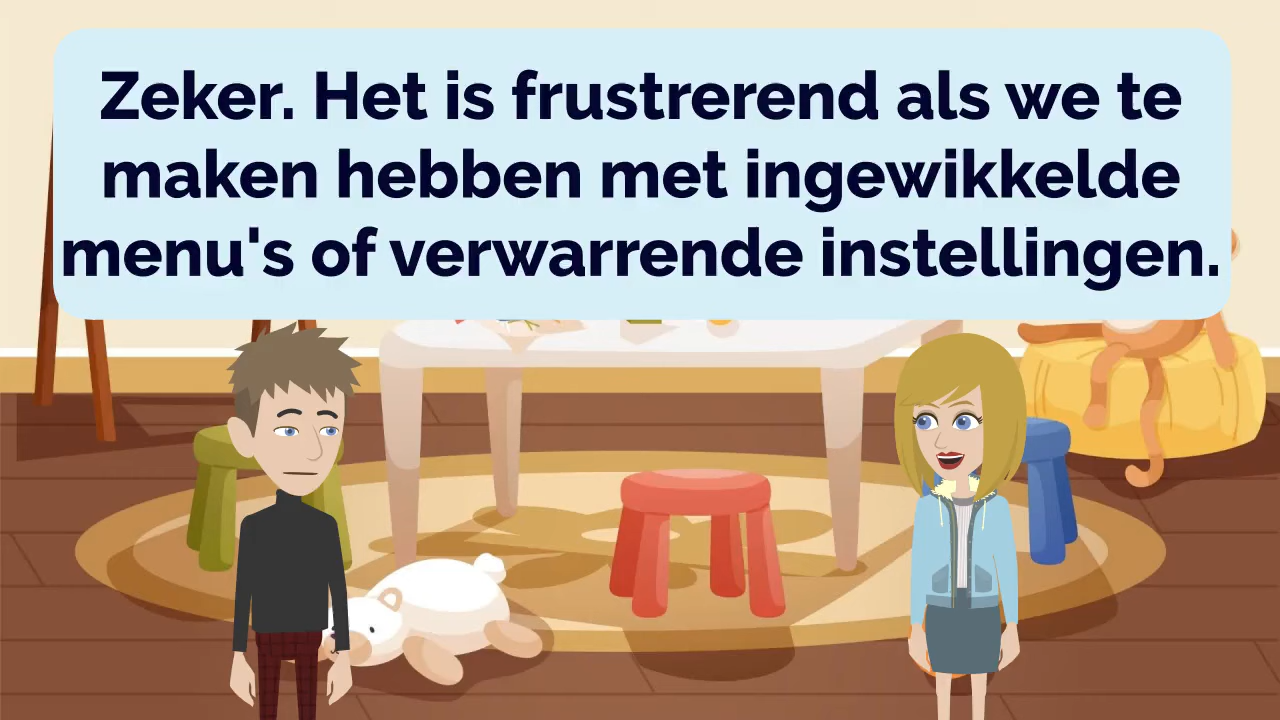 Zeker. Het is frustrerend als we te
maken hebben met ingewikkelde
menu's of verwarrende instellingen.